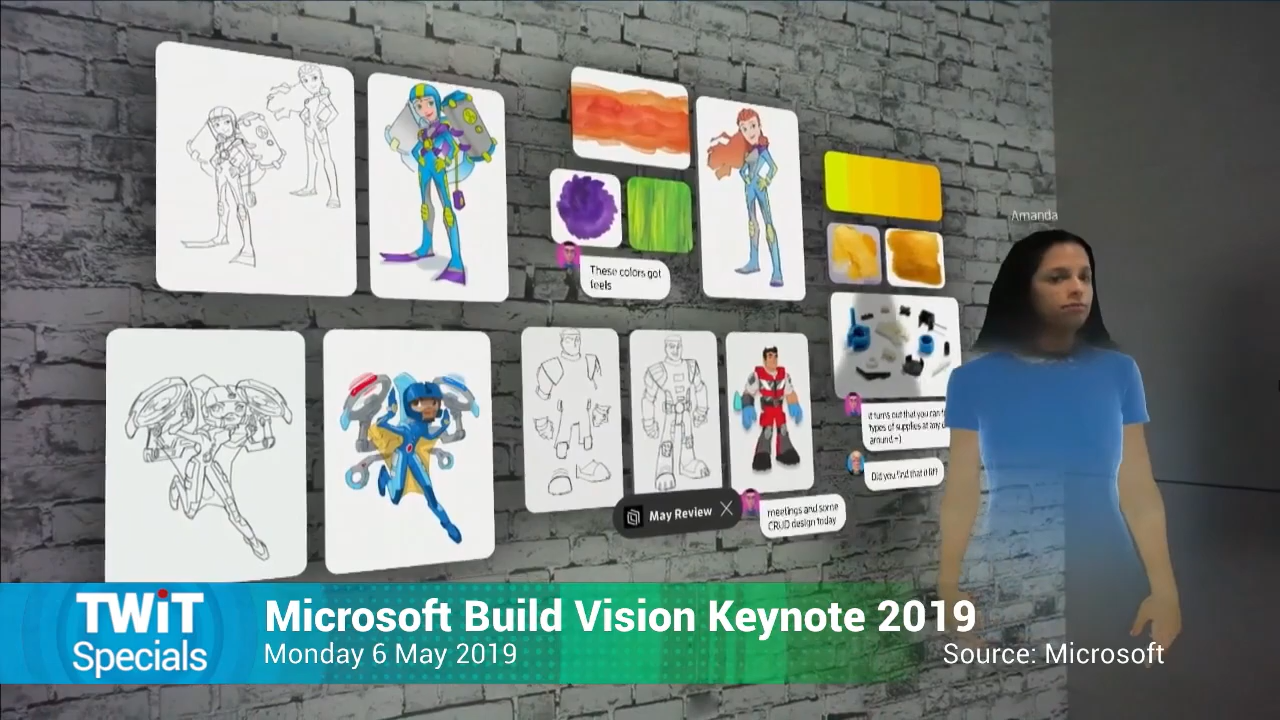 Amanda
These colors got
feels
it turns out that you can
types of supplies at any
around =)
Did you find that
May Review
meetings and some
CRUD design today
TWiT
Specials
Microsoft Build Vision Keynote 2019
Monday 6 May 2019
Source: Microsoft